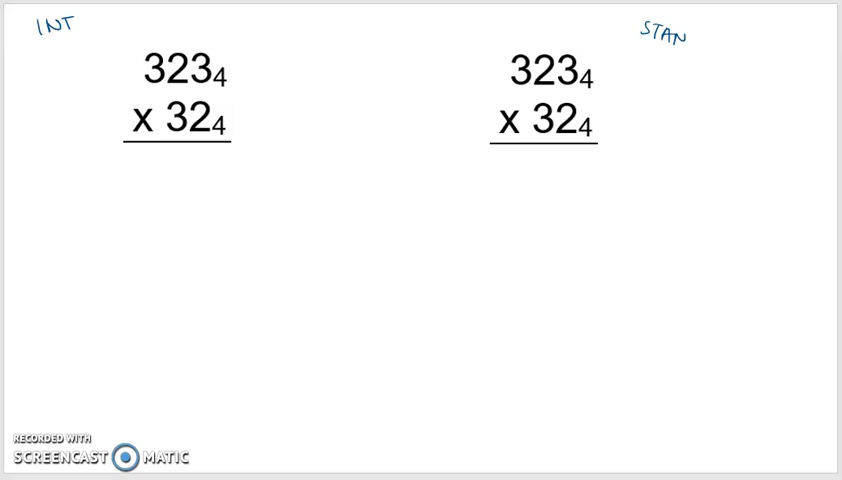 INT
STAN
323₄
x 32₄
323₄
x 32₄
RECORDED WITH
SCREENCAST MATIC